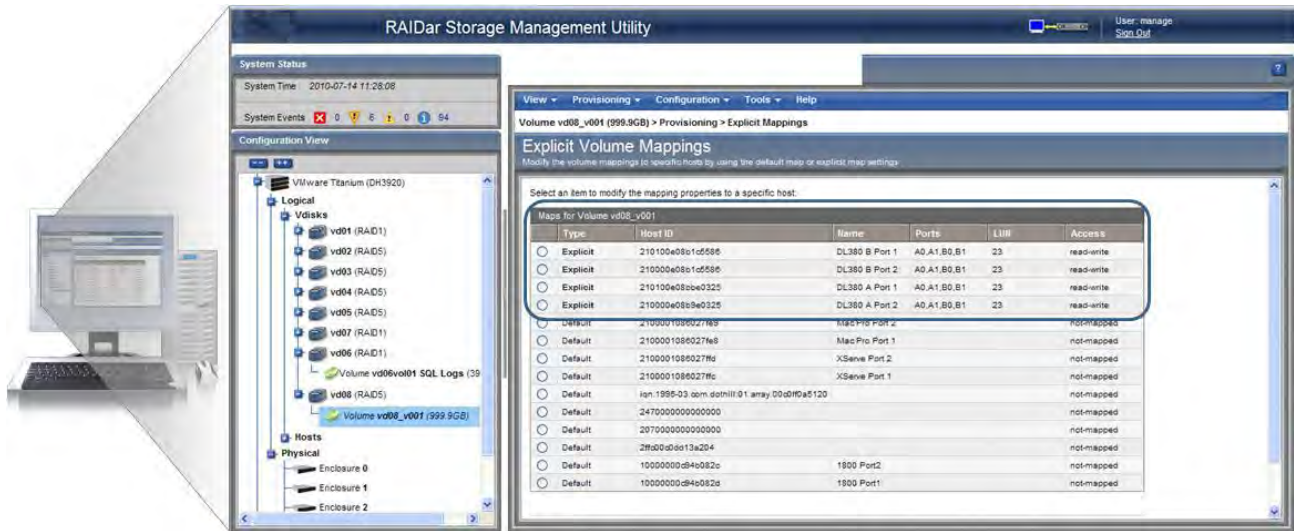 RAIDar Storage Management Utility
User: manage
Sign Out
System Status
System Time 2010-07-14 11:28:08
System Events 0 6 0 94
Configuration View
VMware Titanium (DH3920)
Logical
Vdisks
vd01 (RAID1)
vd02 (RAID5)
vd03 (RAID5)
vd04 (RAID5)
vd05 (RAID5)
vd07 (RAID1)
vd06 (RAID1)
Volume vd06vol01 SQL Logs (39
vd08 (RAID5)
Volume vd08_v001 (999.9GB)
Hosts
Physical
Enclosure 0
Enclosure 1
Enclosure 2
?
View Provisioning Configuration Tools Help
Volume vd08_v001 (999.9GB) > Provisioning > Explicit Mappings
Explicit Volume Mappings
Modify the volume mappings to specific hosts by using the default map or explicit map settings
Select an item to modify the mapping properties to a specific host:
Maps for Volume vd08_v001
Type Host ID Name Ports LUN Access
Explicit 210100e08b1c5586 DL380 B Port 1 A0,A1,B0,B1 23 read-write
Explicit 210000e08b1c5586 DL380 B Port 2 A0,A1,B0,B1 23 read-write
Explicit 210100e08bbe0325 DL380 A Port 1 A0,A1,B0,B1 23 read-write
Explicit 210000e08b9e0325 DL380 A Port 2 A0,A1,B0,B1 23 read-write
Default 2100001086027fe9 Mac Pro Port 2 not-mapped
Default 2100001086027fe8 Mac Pro Port 1 not-mapped
Default 2100001086027ffd XServe Port 2 not-mapped
Default 2100001086027ffc XServe Port 1 not-mapped
Default iqn.1995-03.com.dothill:01.array.00c0ff0a5120 not-mapped
Default 2470000000000000 not-mapped
Default 2070000000000000 not-mapped
Default 2ffc00c0dd13a204 not-mapped
Default 10000000c94b082c 1800 Port2 not-mapped
Default 10000000c94b082d 1800 Port1 not-mapped